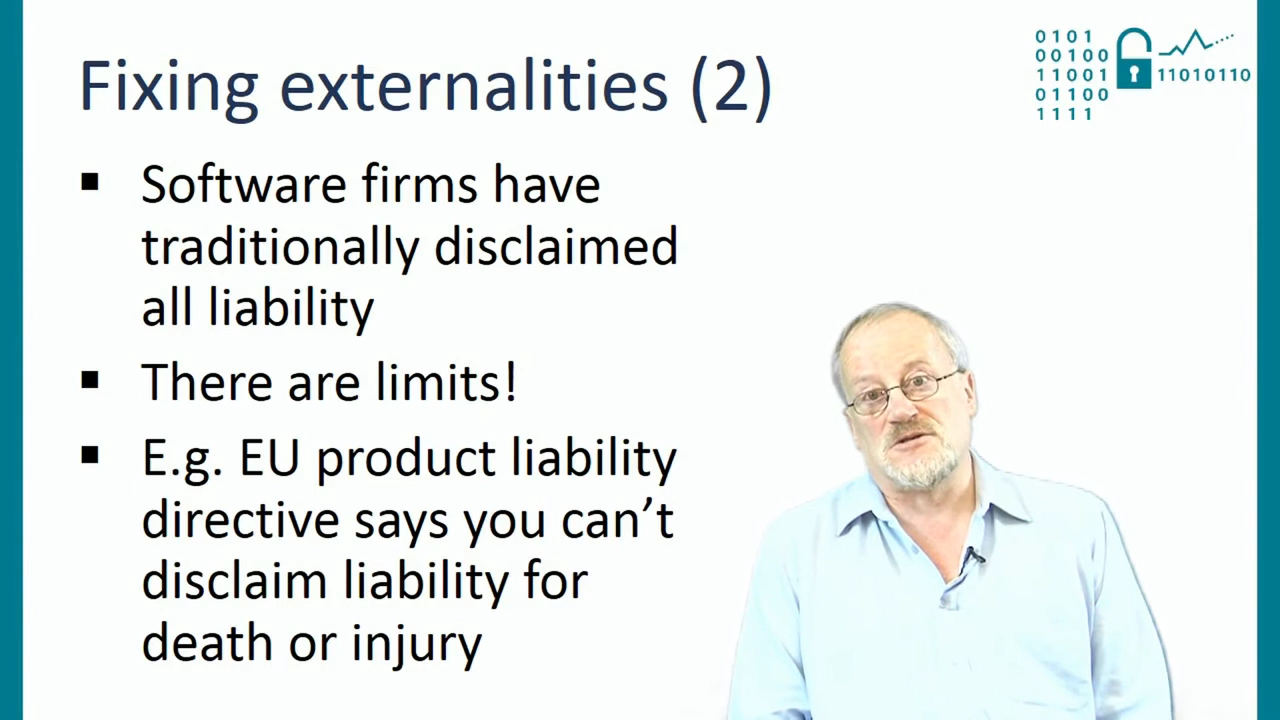 Fixing externalities (2)
0101
00100
11001
11010110
01100
1111
▪ Software firms have
traditionally disclaimed
all liability
▪ There are limits!
▪ E.g. EU product liability
directive says you can’t
disclaim liability for
death or injury